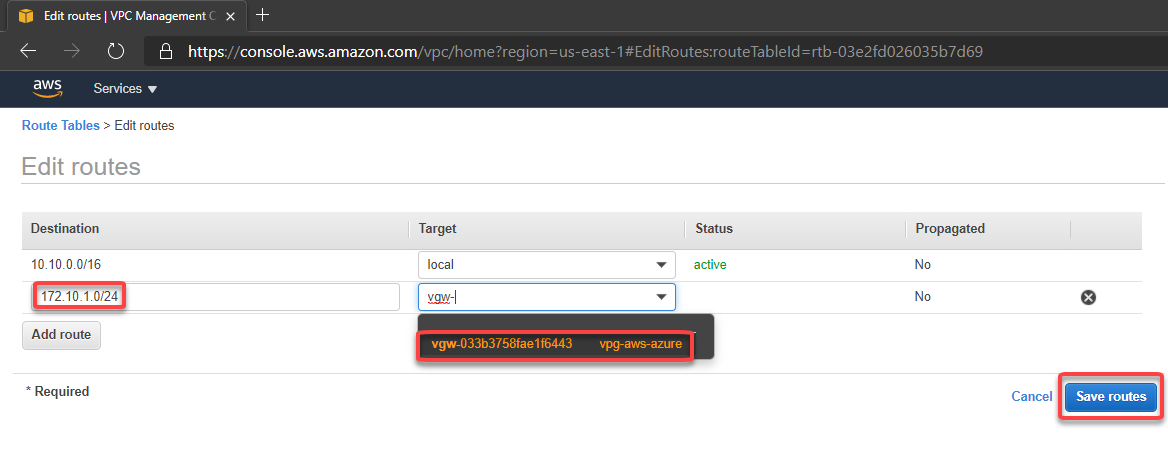 Edit routes | VPC Management C
https://console.aws.amazon.com/vpc/home?region=us-east-1#EditRoutes:routeTableId=rtb-03e2fd026035b7d69
aws Services
Route Tables > Edit routes
Edit routes
Destination Target Status Propagated
10.10.0.0/16 local active No
172.10.1.0/24 vgw- No
Add route
vgw-033b3758fae1f6443 vpg-aws-azure
* Required
Cancel Save routes